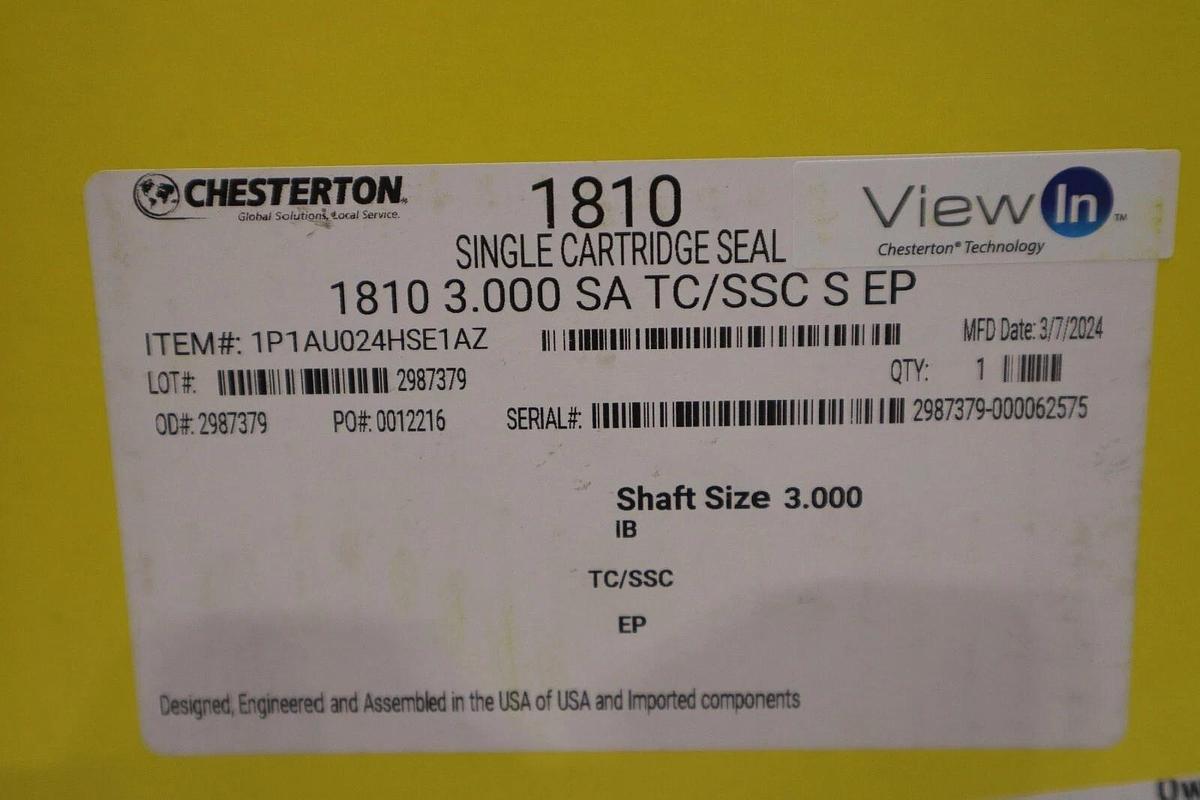 CHESTERTON
Global Solutions, Local Service.
1810
View In™
Chesterton® Technology
SINGLE CARTRIDGE SEAL
1810 3.000 SA TC/SSC S EP
ITEM#: 1P1AU024HSE1AZ
MFD Date: 3/7/2024
LOT#: 2987379
QTY: 1
OD#: 2987379 PO#: 0012216 SERIAL#: 2987379-000062575
Shaft Size 3.000
IB
TC/SSC
EP
Designed, Engineered and Assembled in the USA of USA and Imported components